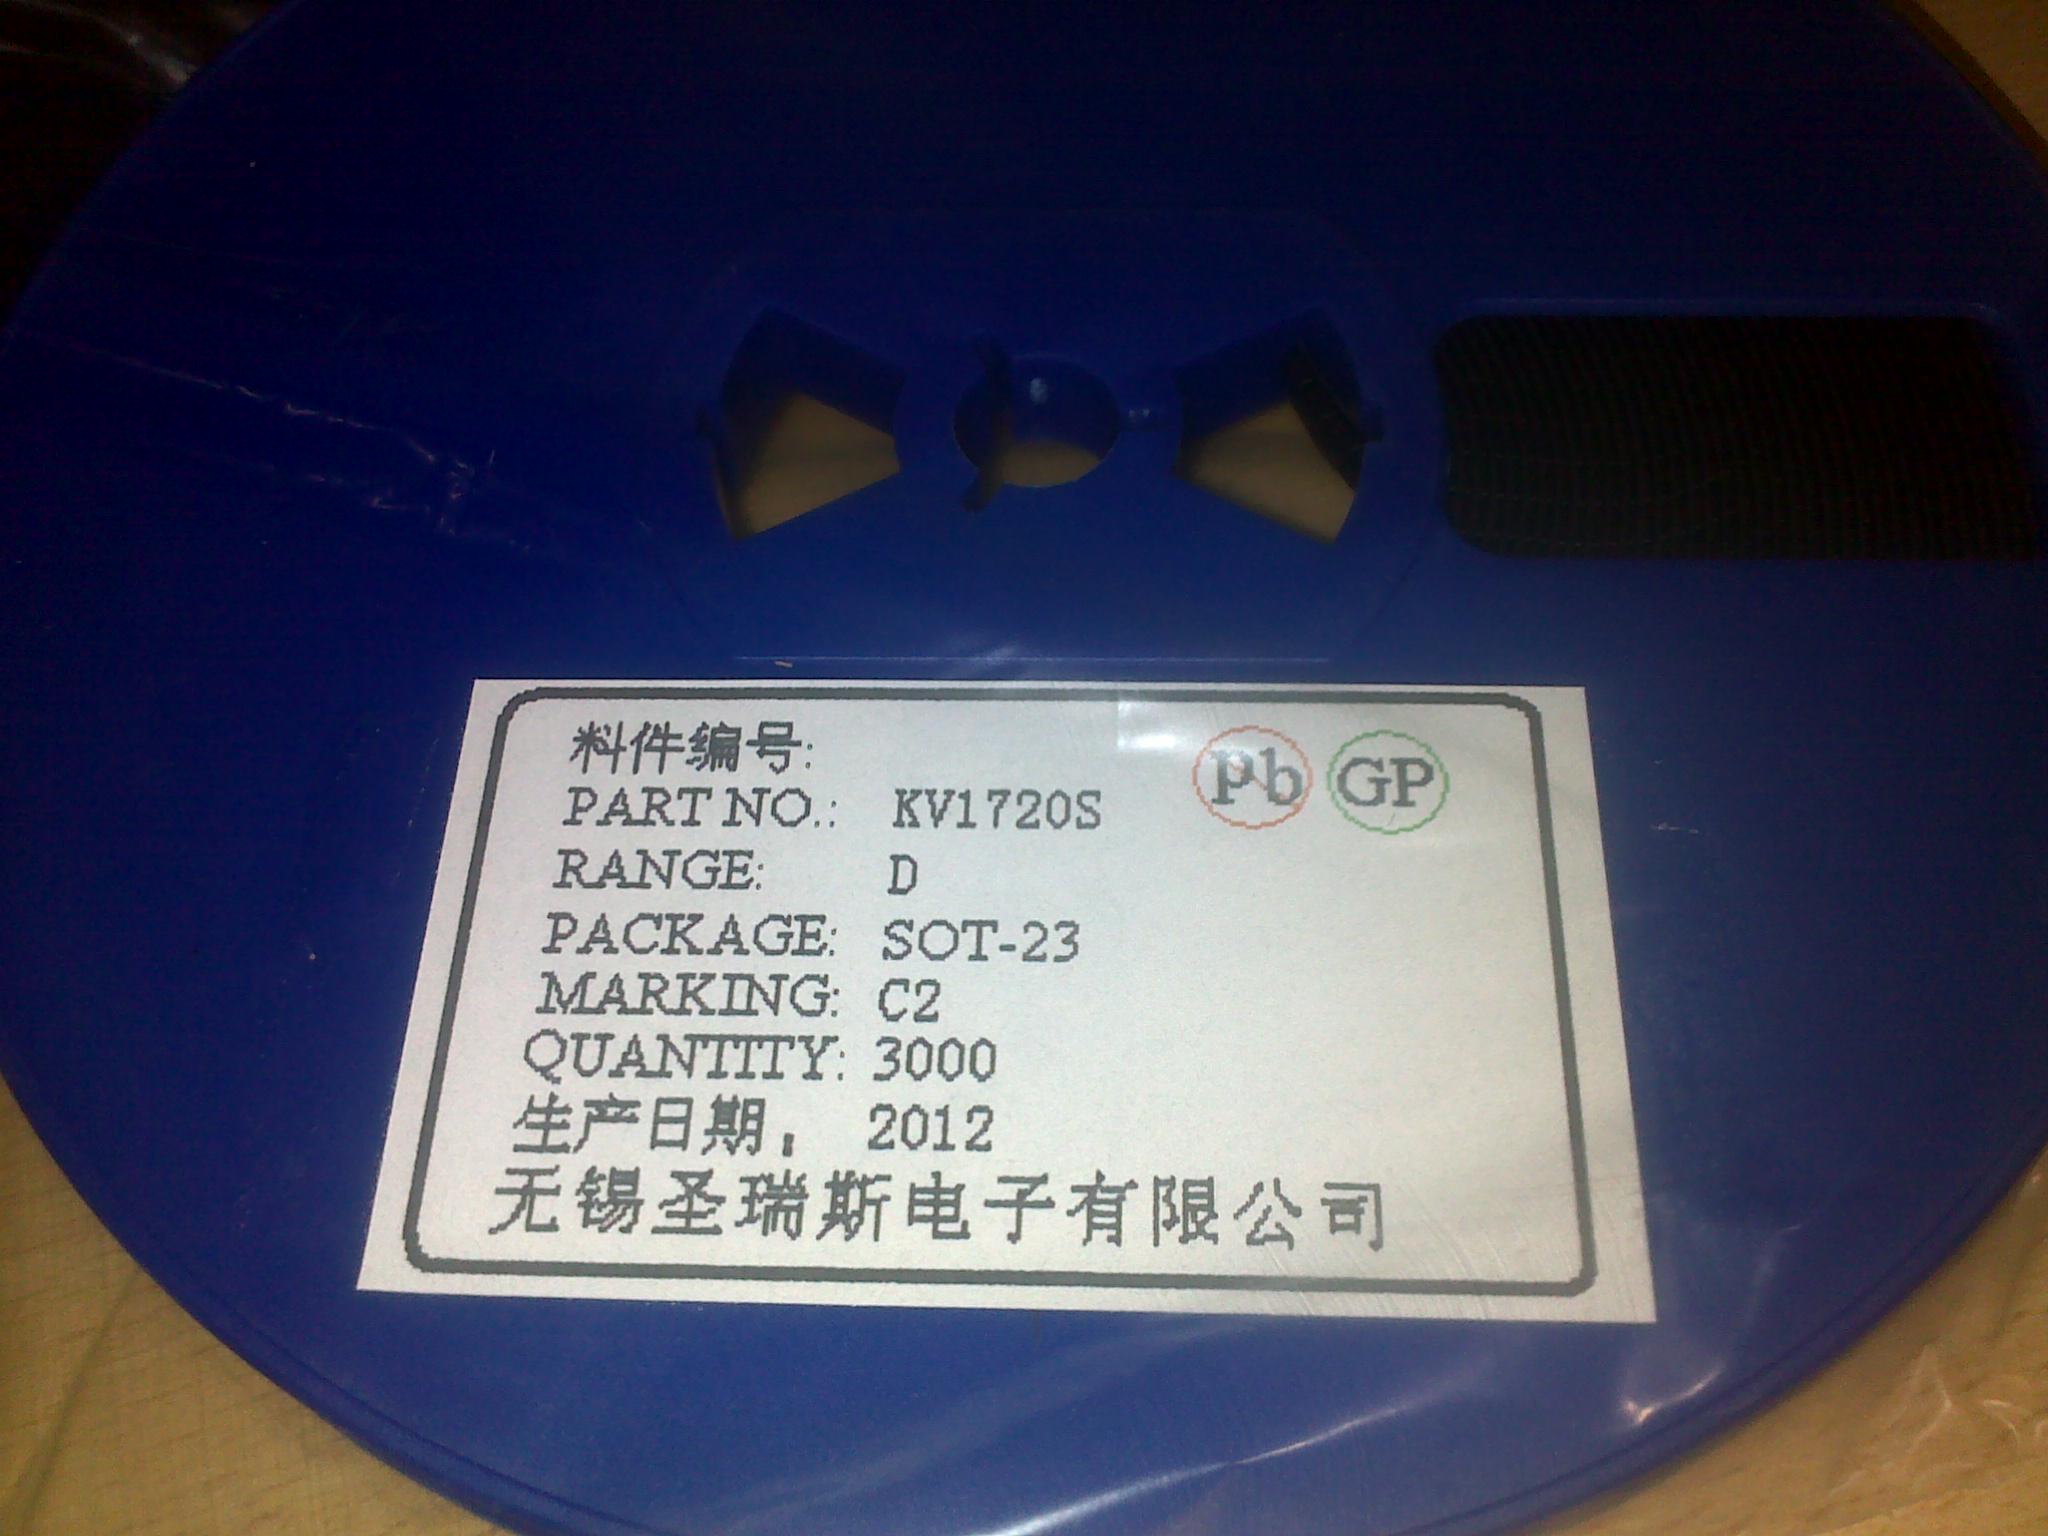 料件编号:
Pb GP
PART NO.: KV1720S
RANGE: D
PACKAGE: SOT-23
MARKING: C2
QUANTITY: 3000
生产日期: 2012
无锡圣瑞斯电子有限公司